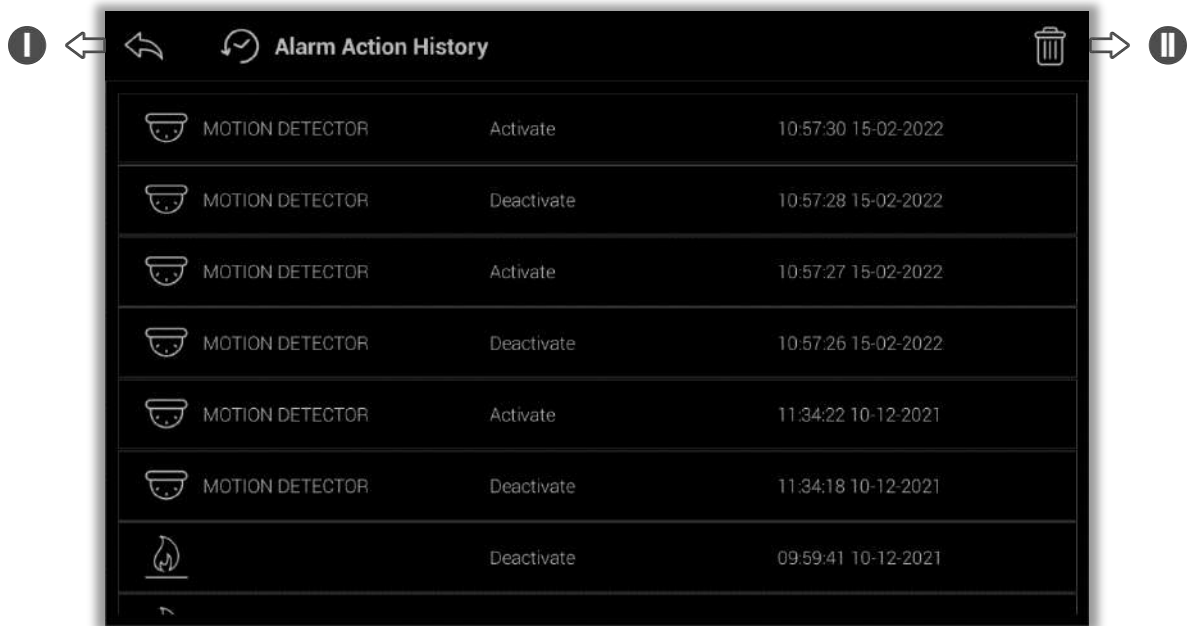 I
Alarm Action History
II
MOTION DETECTOR Activate 10:57:30 15-02-2022
MOTION DETECTOR Deactivate 10:57:28 15-02-2022
MOTION DETECTOR Activate 10:57:27 15-02-2022
MOTION DETECTOR Deactivate 10:57:26 15-02-2022
MOTION DETECTOR Activate 11:34:22 10-12-2021
MOTION DETECTOR Deactivate 11:34:18 10-12-2021
Deactivate 09:59:41 10-12-2021